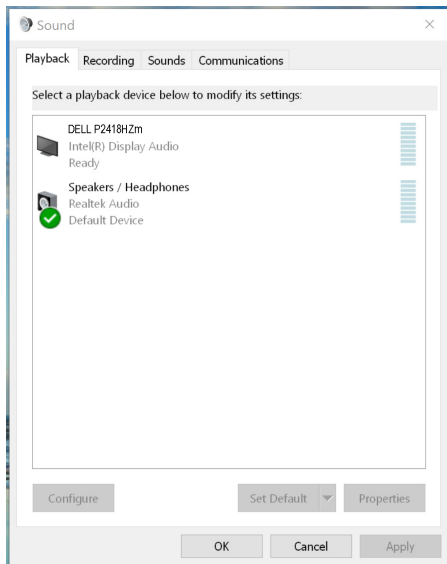 Sound
Playback
Recording
Sounds
Communications
Select a playback device below to modify its settings:
DELL P2418HZm
Intel(R) Display Audio
Ready
Speakers / Headphones
Realtek Audio
Default Device
Configure
Set Default
Properties
OK
Cancel
Apply